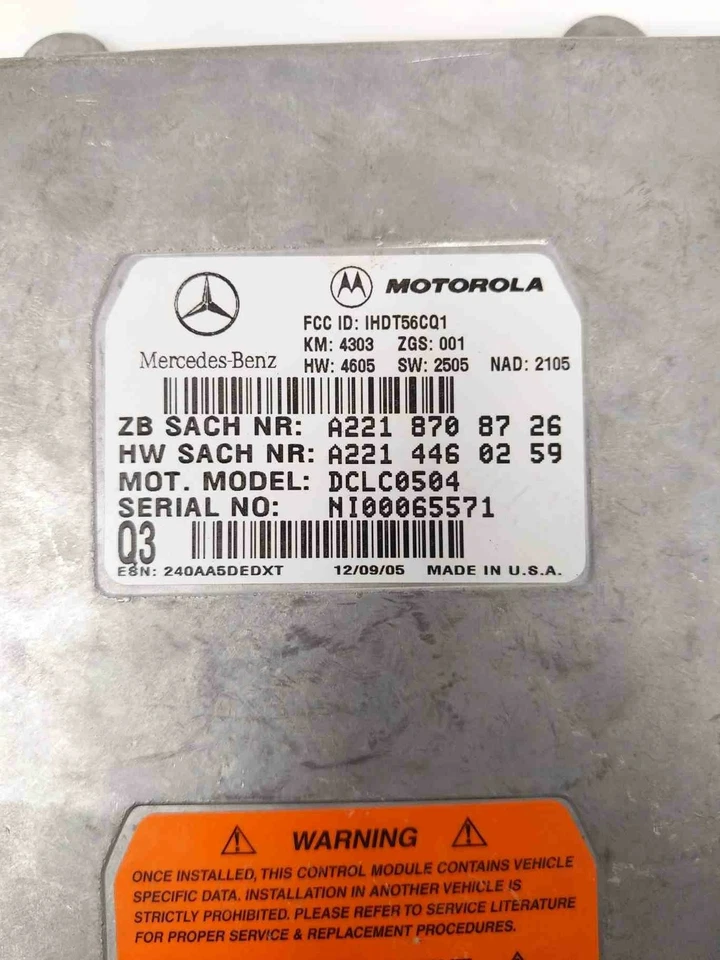 MOTOROLA
Mercedes-Benz
FCC ID: IHDT56CQ1
KM: 4303 ZGS: 001
HW: 4605 SW: 2505 NAD: 2105
ZB SACH NR: A221 870 87 26
HW SACH NR: A221 446 02 59
MOT. MODEL: DCLC0504
SERIAL NO: NI00065571
Q3
ESN: 240AA5DEDXT 12/09/05 MADE IN U.S.A.
WARNING
ONCE INSTALLED, THIS CONTROL MODULE CONTAINS VEHICLE
SPECIFIC DATA. INSTALLATION IN ANOTHER VEHICLE IS
STRICTLY PROHIBITED. PLEASE REFER TO SERVICE LITERATURE
FOR PROPER SERVICE & REPLACEMENT PROCEDURES.